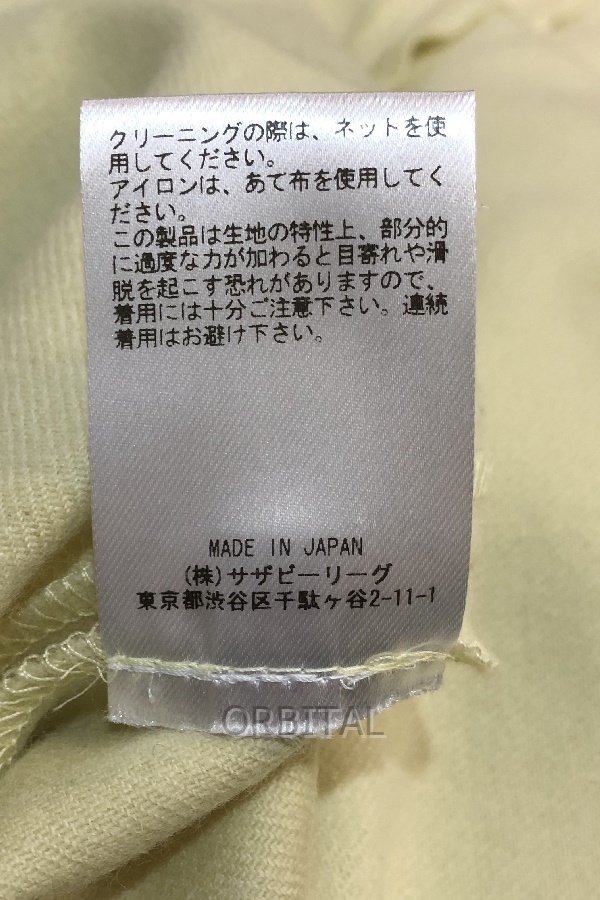 クリーニングの際は、ネットを使
用してください。
アイロンは、あて布を使用してく
ださい。
この製品は生地の特性上、部分的
に過度な力が加わると目寄れや滑
脱を起こす恐れがありますので、
着用には十分ご注意下さい。連続
着用はお避け下さい。
MADE IN JAPAN
(株)サザビーリーグ
東京都渋谷区千駄ヶ谷2-11-1
ORBITAL